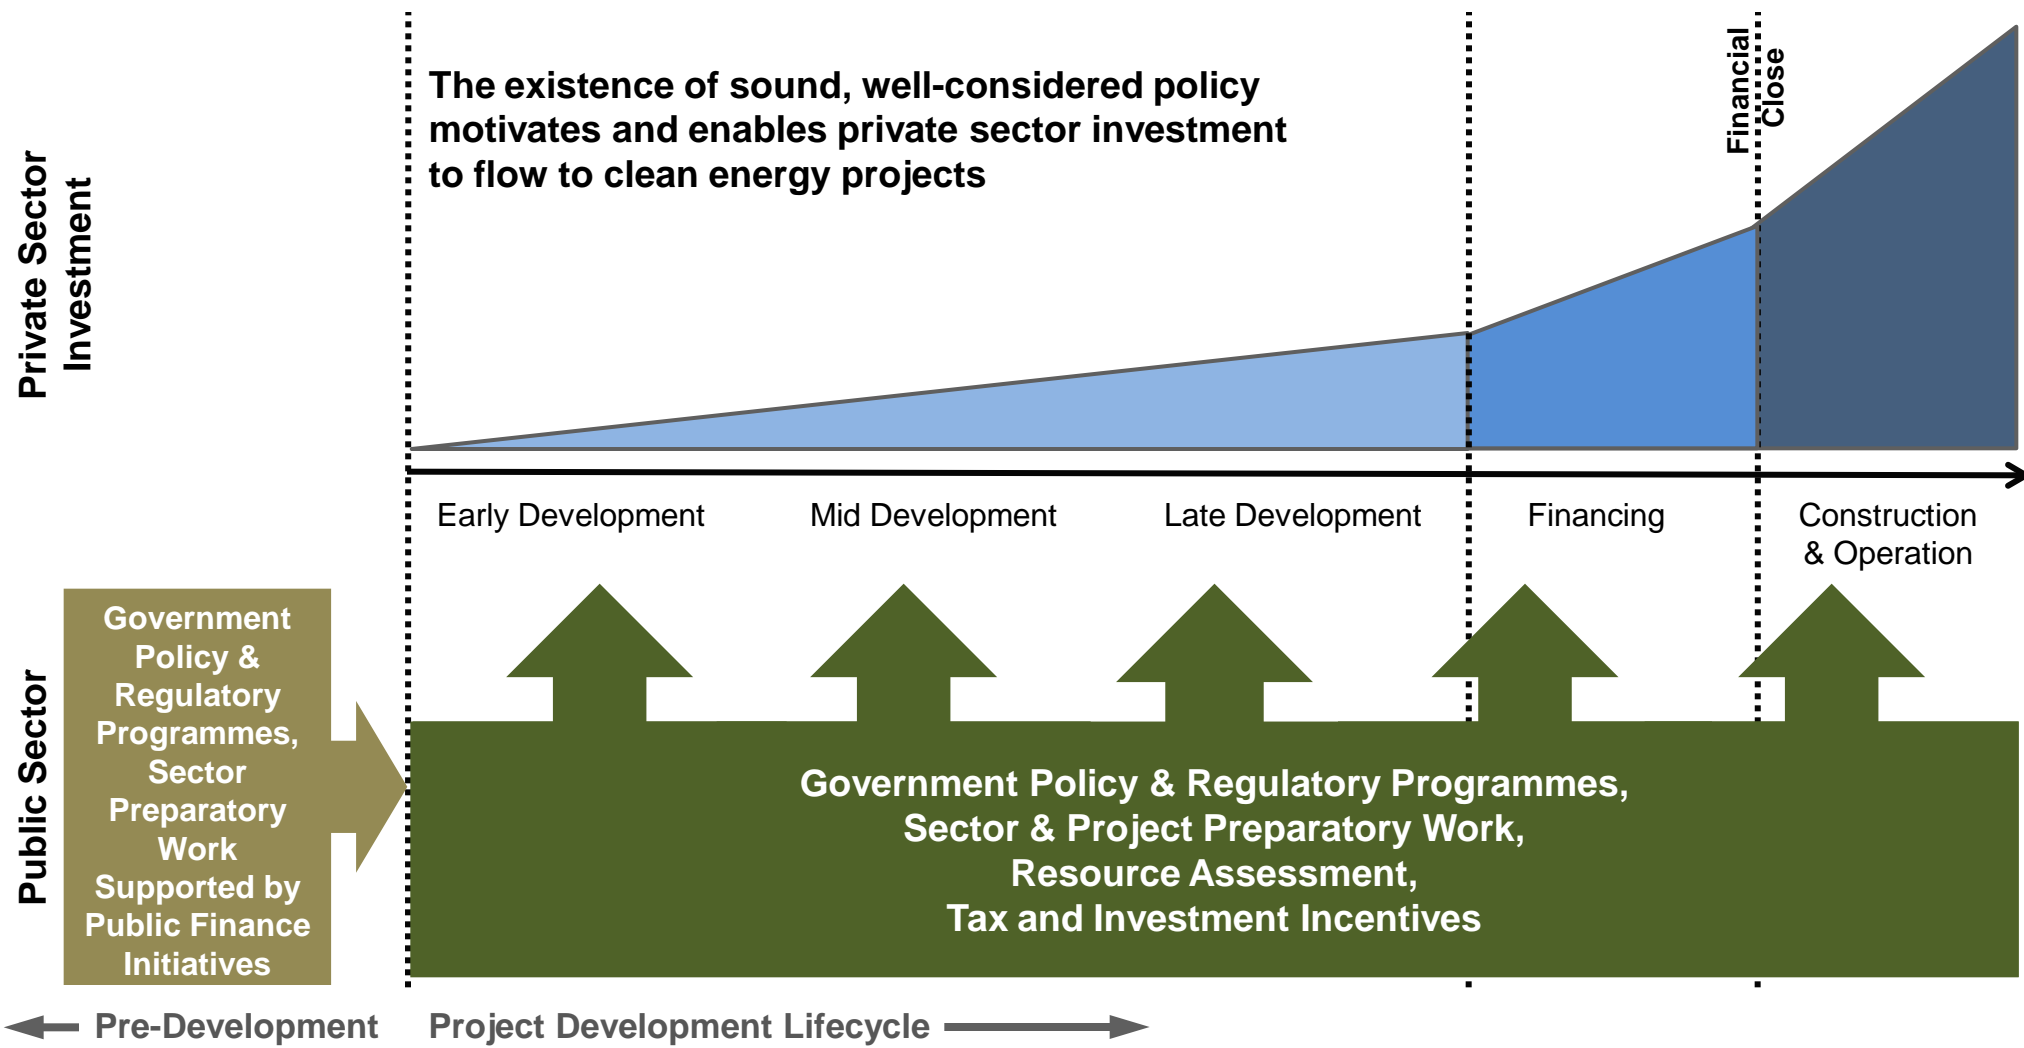 Private Sector
Investment
The existence of sound, well-considered policy
motivates and enables private sector investment
to flow to clean energy projects
Financial
Close
Early Development
Mid Development
Late Development
Financing
Construction
& Operation
Public Sector
Government
Policy &
Regulatory
Programmes,
Sector
Preparatory
Work
Supported by
Public Finance
Initiatives
Government Policy & Regulatory Programmes,
Sector & Project Preparatory Work,
Resource Assessment,
Tax and Investment Incentives
Pre-Development
Project Development Lifecycle